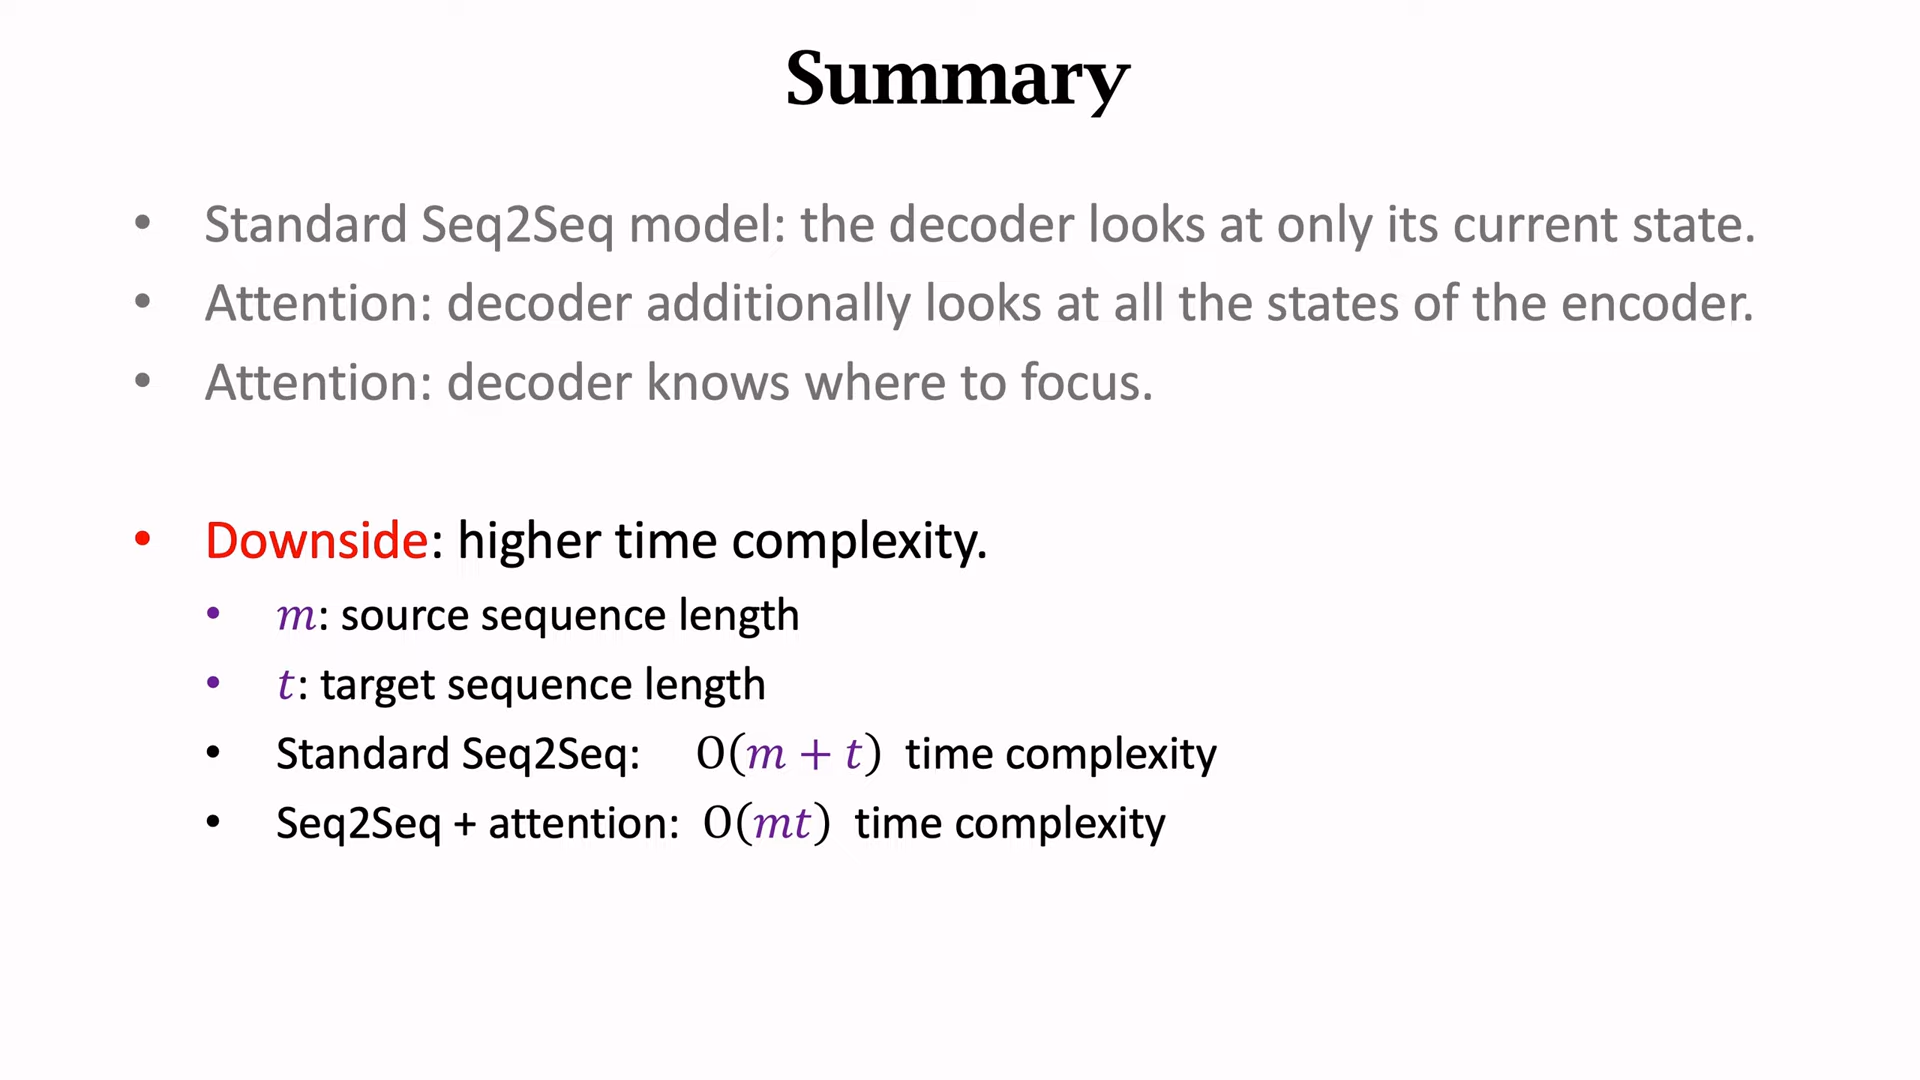 Summary
• Standard Seq2Seq model: the decoder looks at only its current state.
• Attention: decoder additionally looks at all the states of the encoder.
• Attention: decoder knows where to focus.
• Downside: higher time complexity.
• m: source sequence length
• t: target sequence length
• Standard Seq2Seq: O(m + t) time complexity
• Seq2Seq + attention: O(mt) time complexity